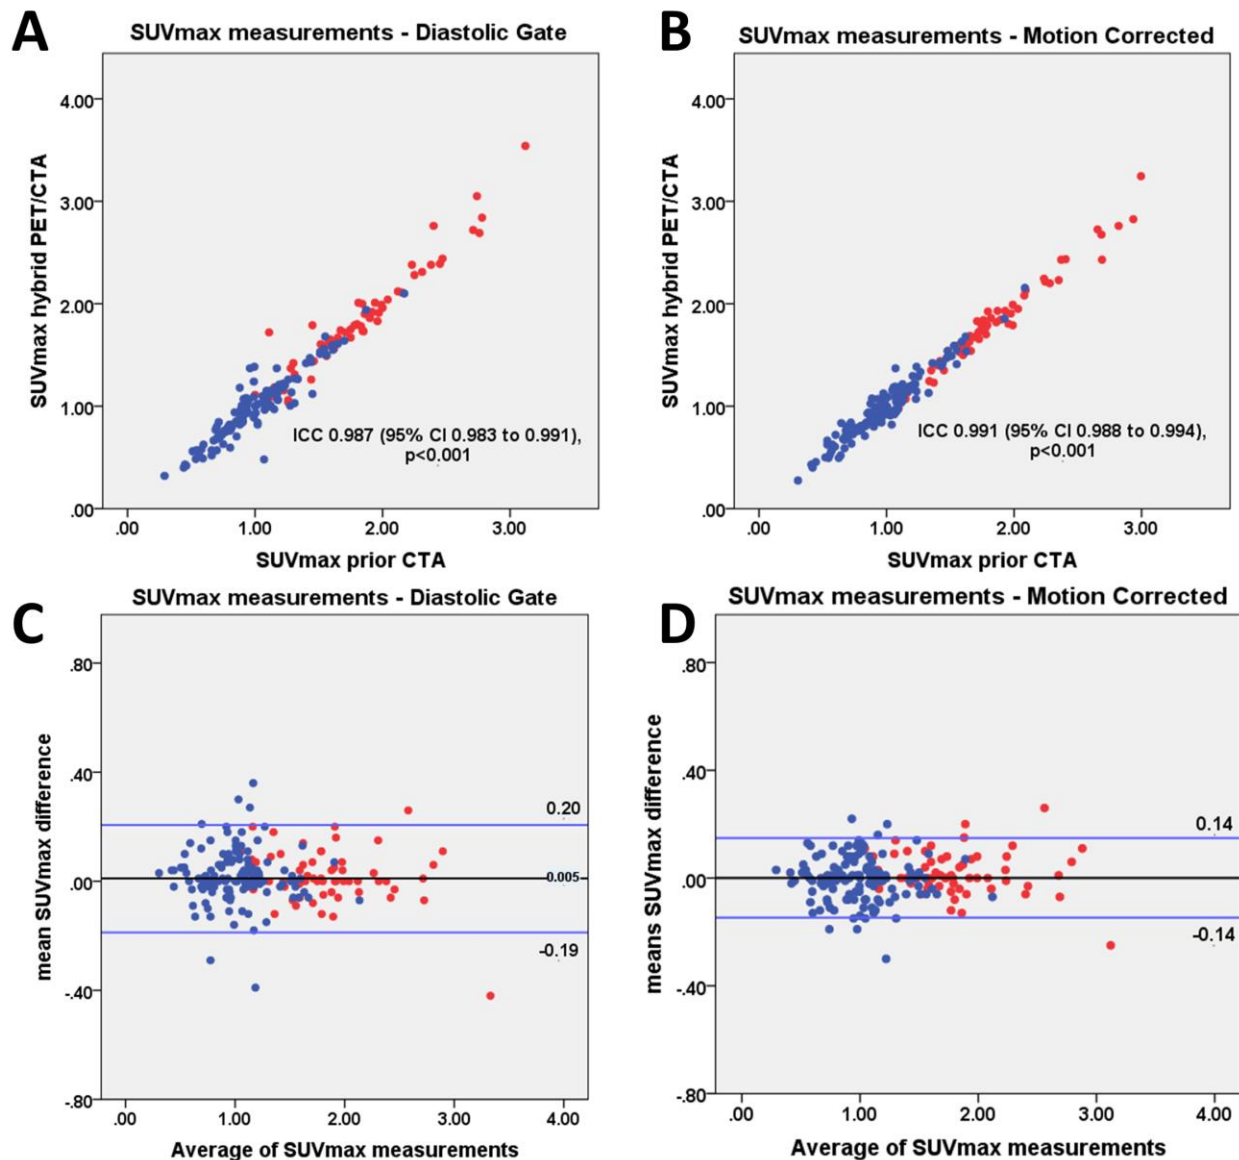 A
SUVmax measurements - Diastolic Gate
SUVmax hybrid PET/CTA
4.00
3.00
2.00
1.00
.00
ICC 0.987 (95% CI 0.983 to 0.991),
p<0.001
.00 1.00 2.00 3.00
SUVmax prior CTA
B
SUVmax measurements - Motion Corrected
SUVmax hybrid PET/CTA
4.00
3.00
2.00
1.00
.00
ICC 0.991 (95% CI 0.988 to 0.994),
p<0.001
.00 1.00 2.00 3.00
SUVmax prior CTA
C
SUVmax measurements - Diastolic Gate
mean SUVmax difference
.80
.40
.00
-.40
-.80
0.20
0.005
-0.19
.00 1.00 2.00 3.00 4.00
Average of SUVmax measurements
D
SUVmax measurements - Motion Corrected
means SUVmax difference
.80
.40
.00
-.40
-.80
0.14
-0.14
.00 1.00 2.00 3.00 4.00
Average of SUVmax measurements